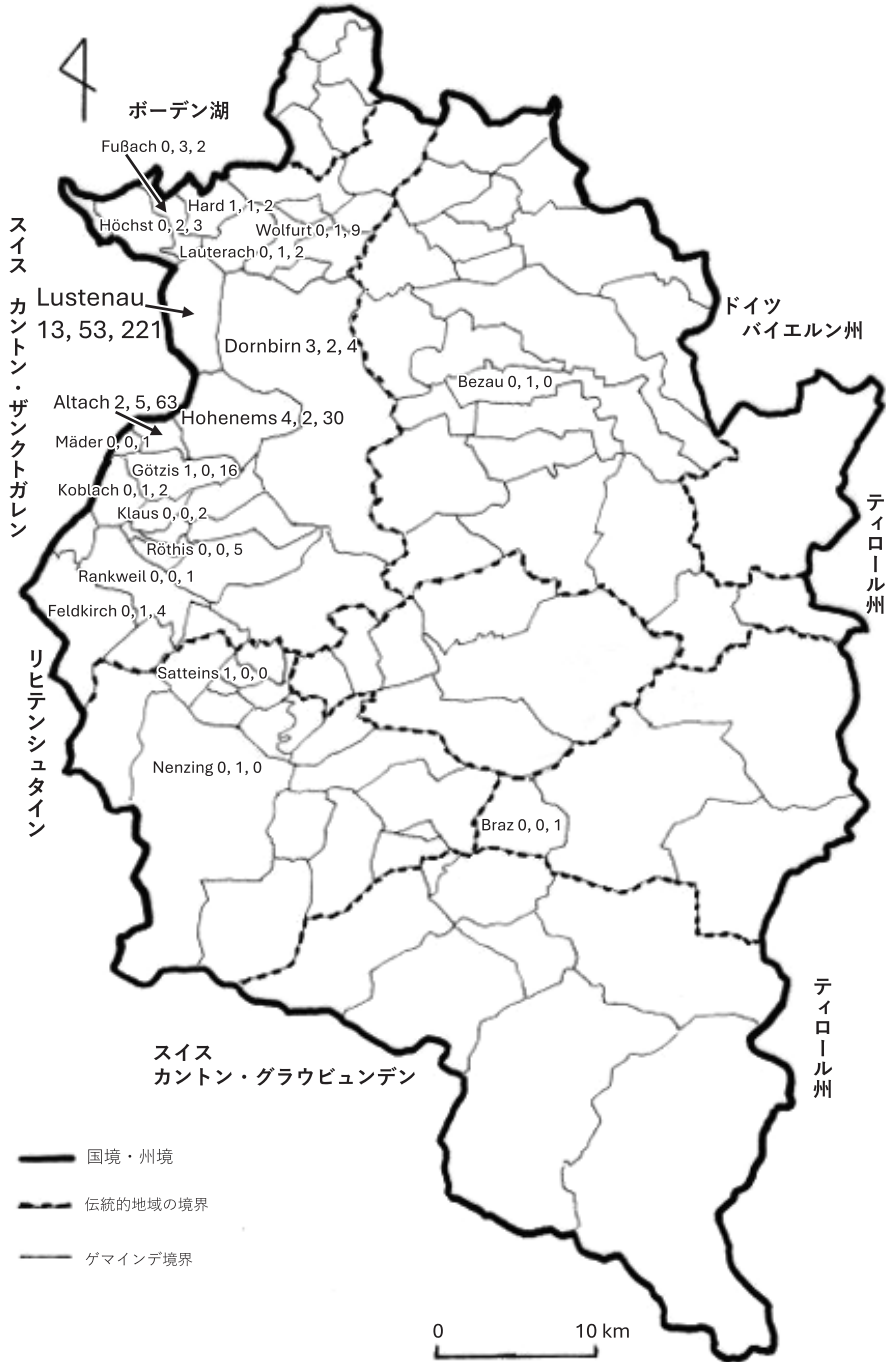 ボーデン湖
Fußach 0, 3, 2
Hard 1, 1, 2
Höchst 0, 2, 3
Wolfurt 0, 1, 9
Lauterach 0, 1, 2
スイス カントン・ザンクトガレン
Lustenau
13, 53, 221
ドイツ
バイエルン州
Dornbirn 3, 2, 4
Bezau 0, 1, 0
Altach 2, 5, 63
Hohenems 4, 2, 30
Mäder 0, 0, 1
Götzis 1, 0, 16
Koblach 0, 1, 2
Klaus 0, 0, 2
ティロール州
Röthis 0, 0, 5
Rankweil 0, 0, 1
Feldkirch 0, 1, 4
リヒテンシュタイン
Satteins 1, 0, 0
Nenzing 0, 1, 0
Braz 0, 0, 1
ティロール州
スイス
カントン・グラウビュンデン
国境・州境
伝統的地域の境界
ゲマインデ境界
0 10 km